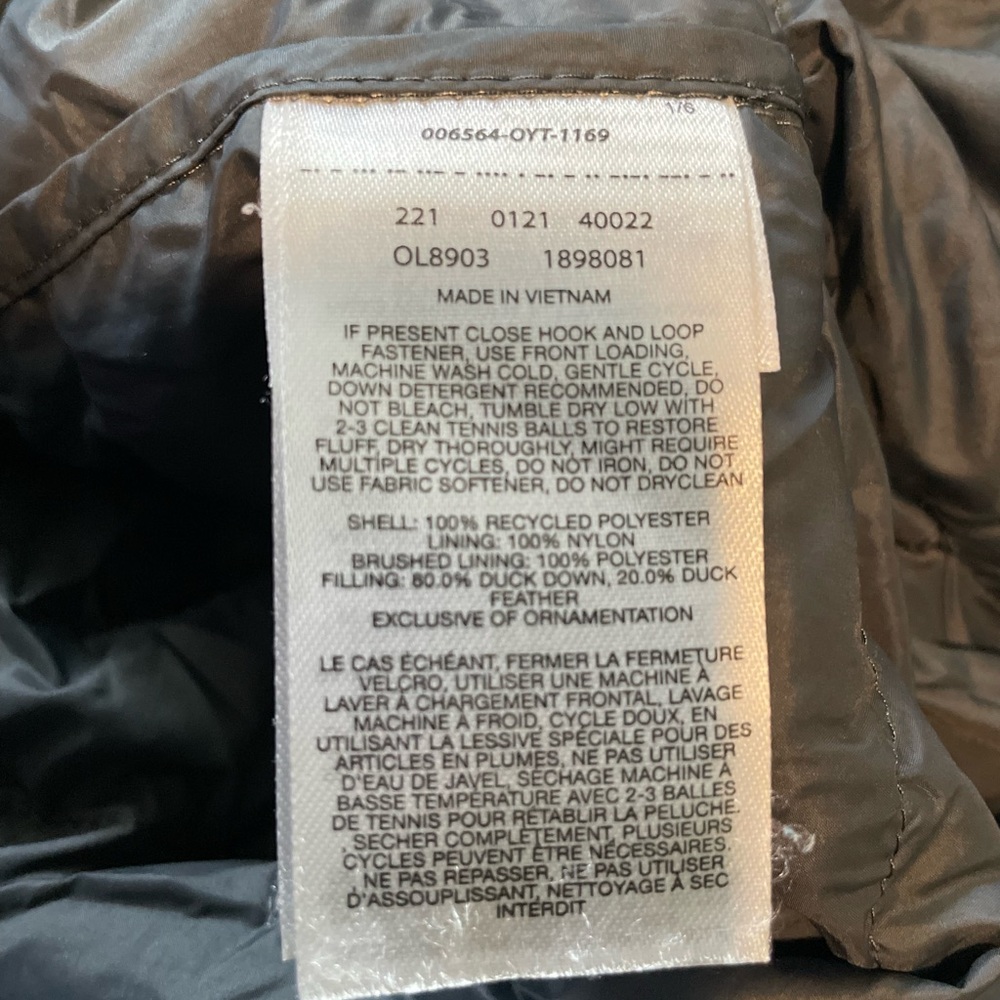 1/6
006564-OYT-1169
221 0121 40022
OL8903 1898081
MADE IN VIETNAM
IF PRESENT CLOSE HOOK AND LOOP
FASTENER, USE FRONT LOADING,
MACHINE WASH COLD, GENTLE CYCLE,
DOWN DETERGENT RECOMMENDED, DO
NOT BLEACH, TUMBLE DRY LOW WITH
2-3 CLEAN TENNIS BALLS TO RESTORE
FLUFF, DRY THOROUGHLY, MIGHT REQUIRE
MULTIPLE CYCLES, DO NOT IRON, DO NOT
USE FABRIC SOFTENER, DO NOT DRYCLEAN
SHELL: 100% RECYCLED POLYESTER
LINING: 100% NYLON
BRUSHED LINING: 100% POLYESTER
FILLING: 80.0% DUCK DOWN, 20.0% DUCK
FEATHER
EXCLUSIVE OF ORNAMENTATION
LE CAS ÉCHÉANT, FERMER LA FERMETURE
VELCRO, UTILISER UNE MACHINE À
LAVER À CHARGEMENT FRONTAL, LAVAGE
MACHINE À FROID, CYCLE DOUX, EN
UTILISANT LA LESSIVE SPÉCIALE POUR DES
ARTICLES EN PLUMES, NE PAS UTILISER
D'EAU DE JAVEL, SÉCHAGE MACHINE À
BASSE TEMPÉRATURE AVEC 2-3 BALLES
DE TENNIS POUR RÉTABLIR LA PELUCHE.
SECHER COMPLÈTEMENT, PLUSIEURS
CYCLES PEUVENT ÊTRE NÉCESSAIRES.
NE PAS REPASSER, NE PAS UTILISER
D'ASSOUPLISSANT, NETTOYAGE À SEC
INTERDIT